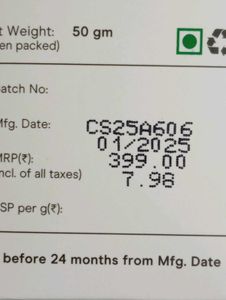 t Weight: 50 gm
en packed)
atch No:
CS25A606
Mfg. Date: 01/2025
MRP(₹): 399.00
ncl. of all taxes)
7.98
SP per g(₹):
before 24 months from Mfg. Date